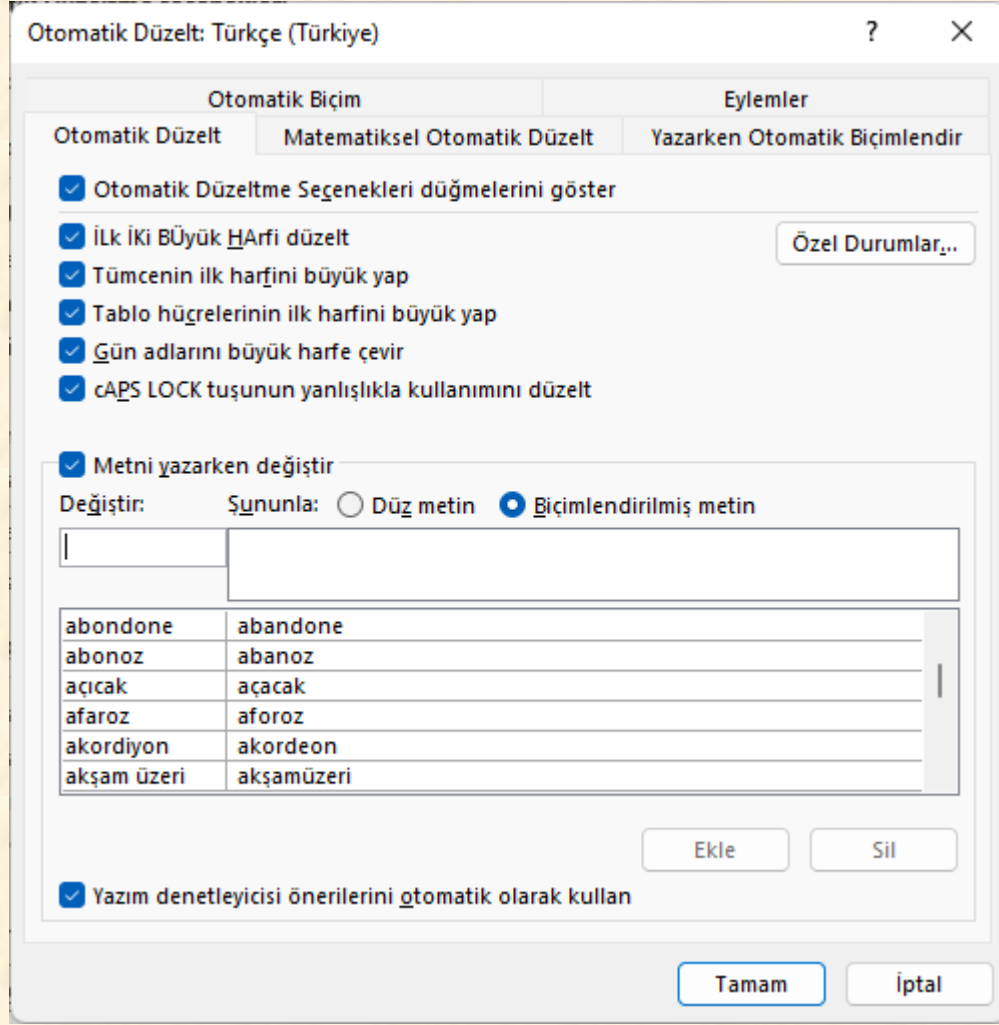 Otomatik Düzelt: Türkçe (Türkiye) ?
Otomatik Biçim Eylemler
Otomatik Düzelt Matematiksel Otomatik Düzelt Yazarken Otomatik Biçimlendir
Otomatik Düzeltme Seçenekleri düğmelerini göster
İLk İKi BÜyük HArfi düzelt
Özel Durumlar...
Tümcenin ilk harfini büyük yap
Tablo hücrelerinin ilk harfini büyük yap
Gün adlarını büyük harfe çevir
cAPS LOCK tuşunun yanlışlıkla kullanımını düzelt
Metni yazarken değiştir
Değiştir: Şununla: Düz metin Biçimlendirilmiş metin
abondone abandone
abonoz abanoz
açıcak açacak
afaroz aforoz
akordiyon akordeon
akşam üzeri akşamüzeri
Ekle Sil
Yazım denetleyicisi önerilerini otomatik olarak kullan
Tamam İptal